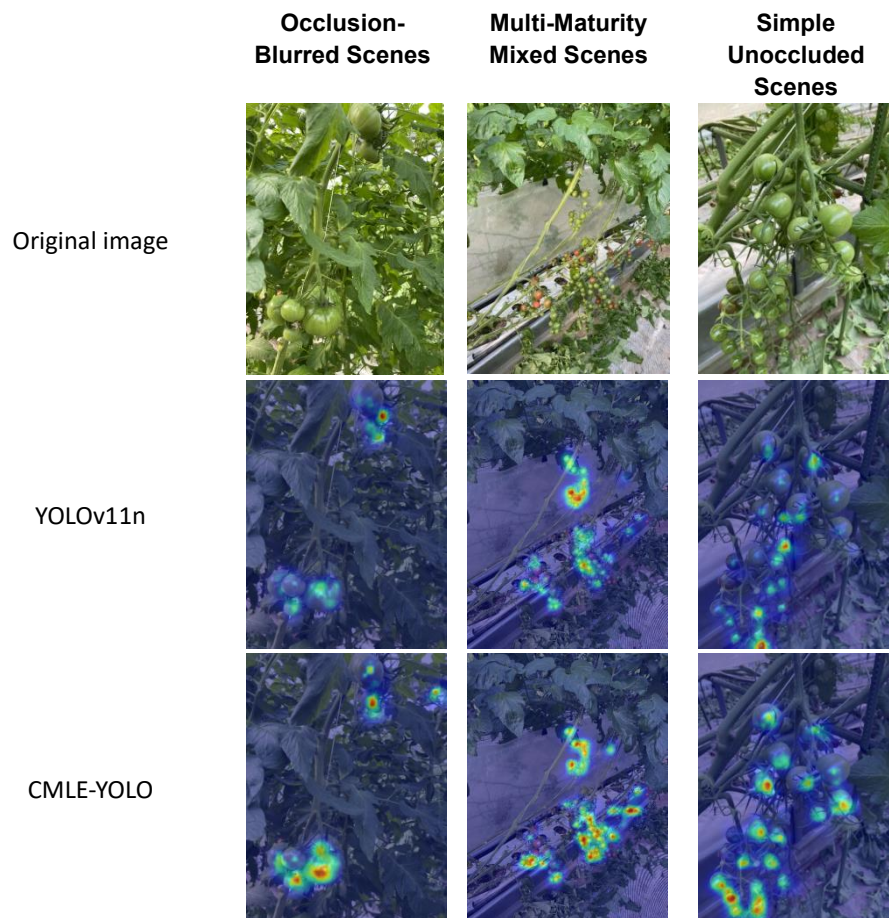 Occlusion-
Blurred Scenes
Multi-Maturity
Mixed Scenes
Simple
Unoccluded
Scenes
Original image
YOLOv11n
CMLE-YOLO